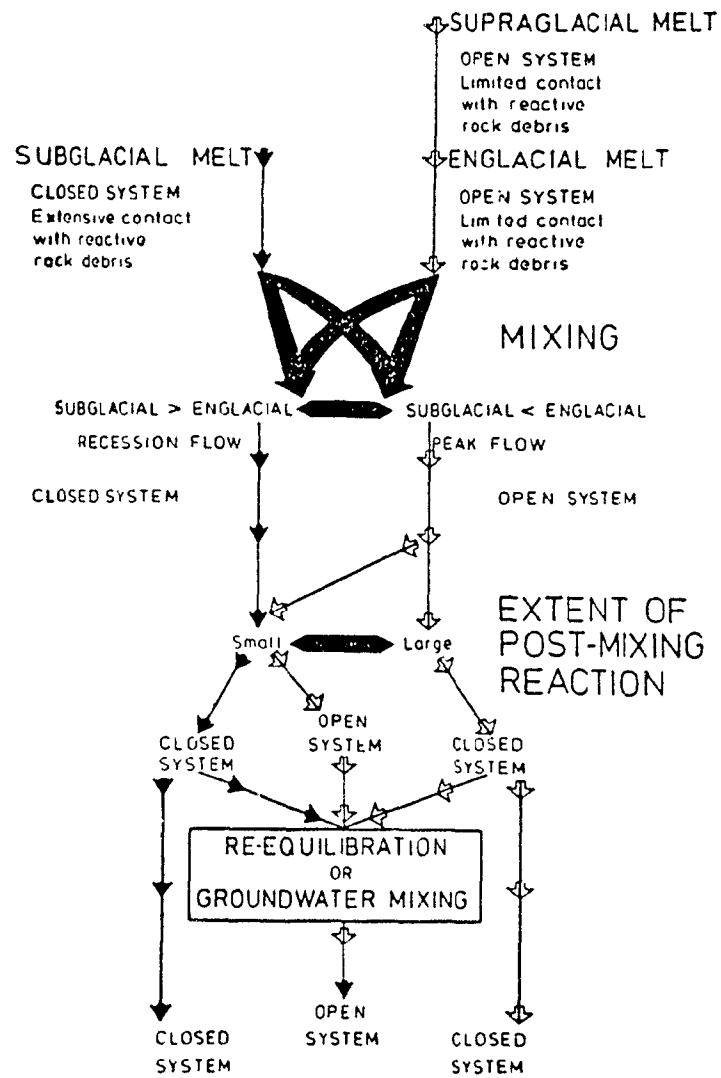 SUPRAGLACIAL MELT
OPEN SYSTEM
Limited contact
with reactive
rock debris
SUBGLACIAL MELT
CLOSED SYSTEM
Extensive contact
with reactive
rock debris
ENGLACIAL MELT
OPEN SYSTEM
Limited contact
with reactive
rock debris
MIXING
SUBGLACIAL > ENGLACIAL
SUBGLACIAL < ENGLACIAL
RECESSION FLOW
PEAK FLOW
CLOSED SYSTEM
OPEN SYSTEM
EXTENT OF
POST-MIXING
REACTION
Small
Large
OPEN
SYSTEM
CLOSED
SYSTEM
CLOSED
SYSTEM
RE-EQUILIBRATION
OR
GROUNDWATER MIXING
OPEN
SYSTEM
CLOSED
SYSTEM
CLOSED
SYSTEM